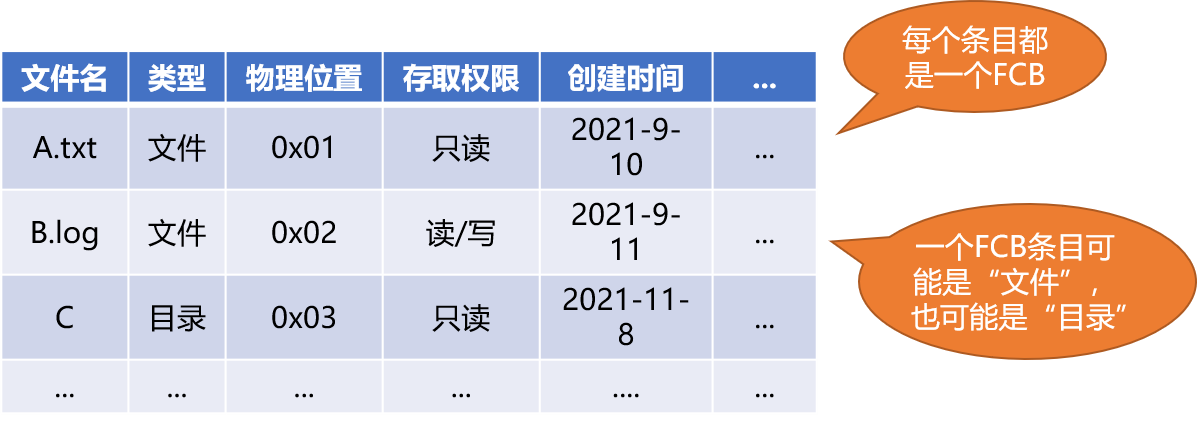 文件名 类型 物理位置 存取权限 创建时间 ...
A.txt 文件 0x01 只读 2021-9-
10 ...
B.log 文件 0x02 读/写 2021-9-
11 ...
C 目录 0x03 只读 2021-11-
8 ...
... ... ... ... .... ...
每个条目都
是一个FCB
一个FCB条目可
能是“文件”，
也可能是“目录”